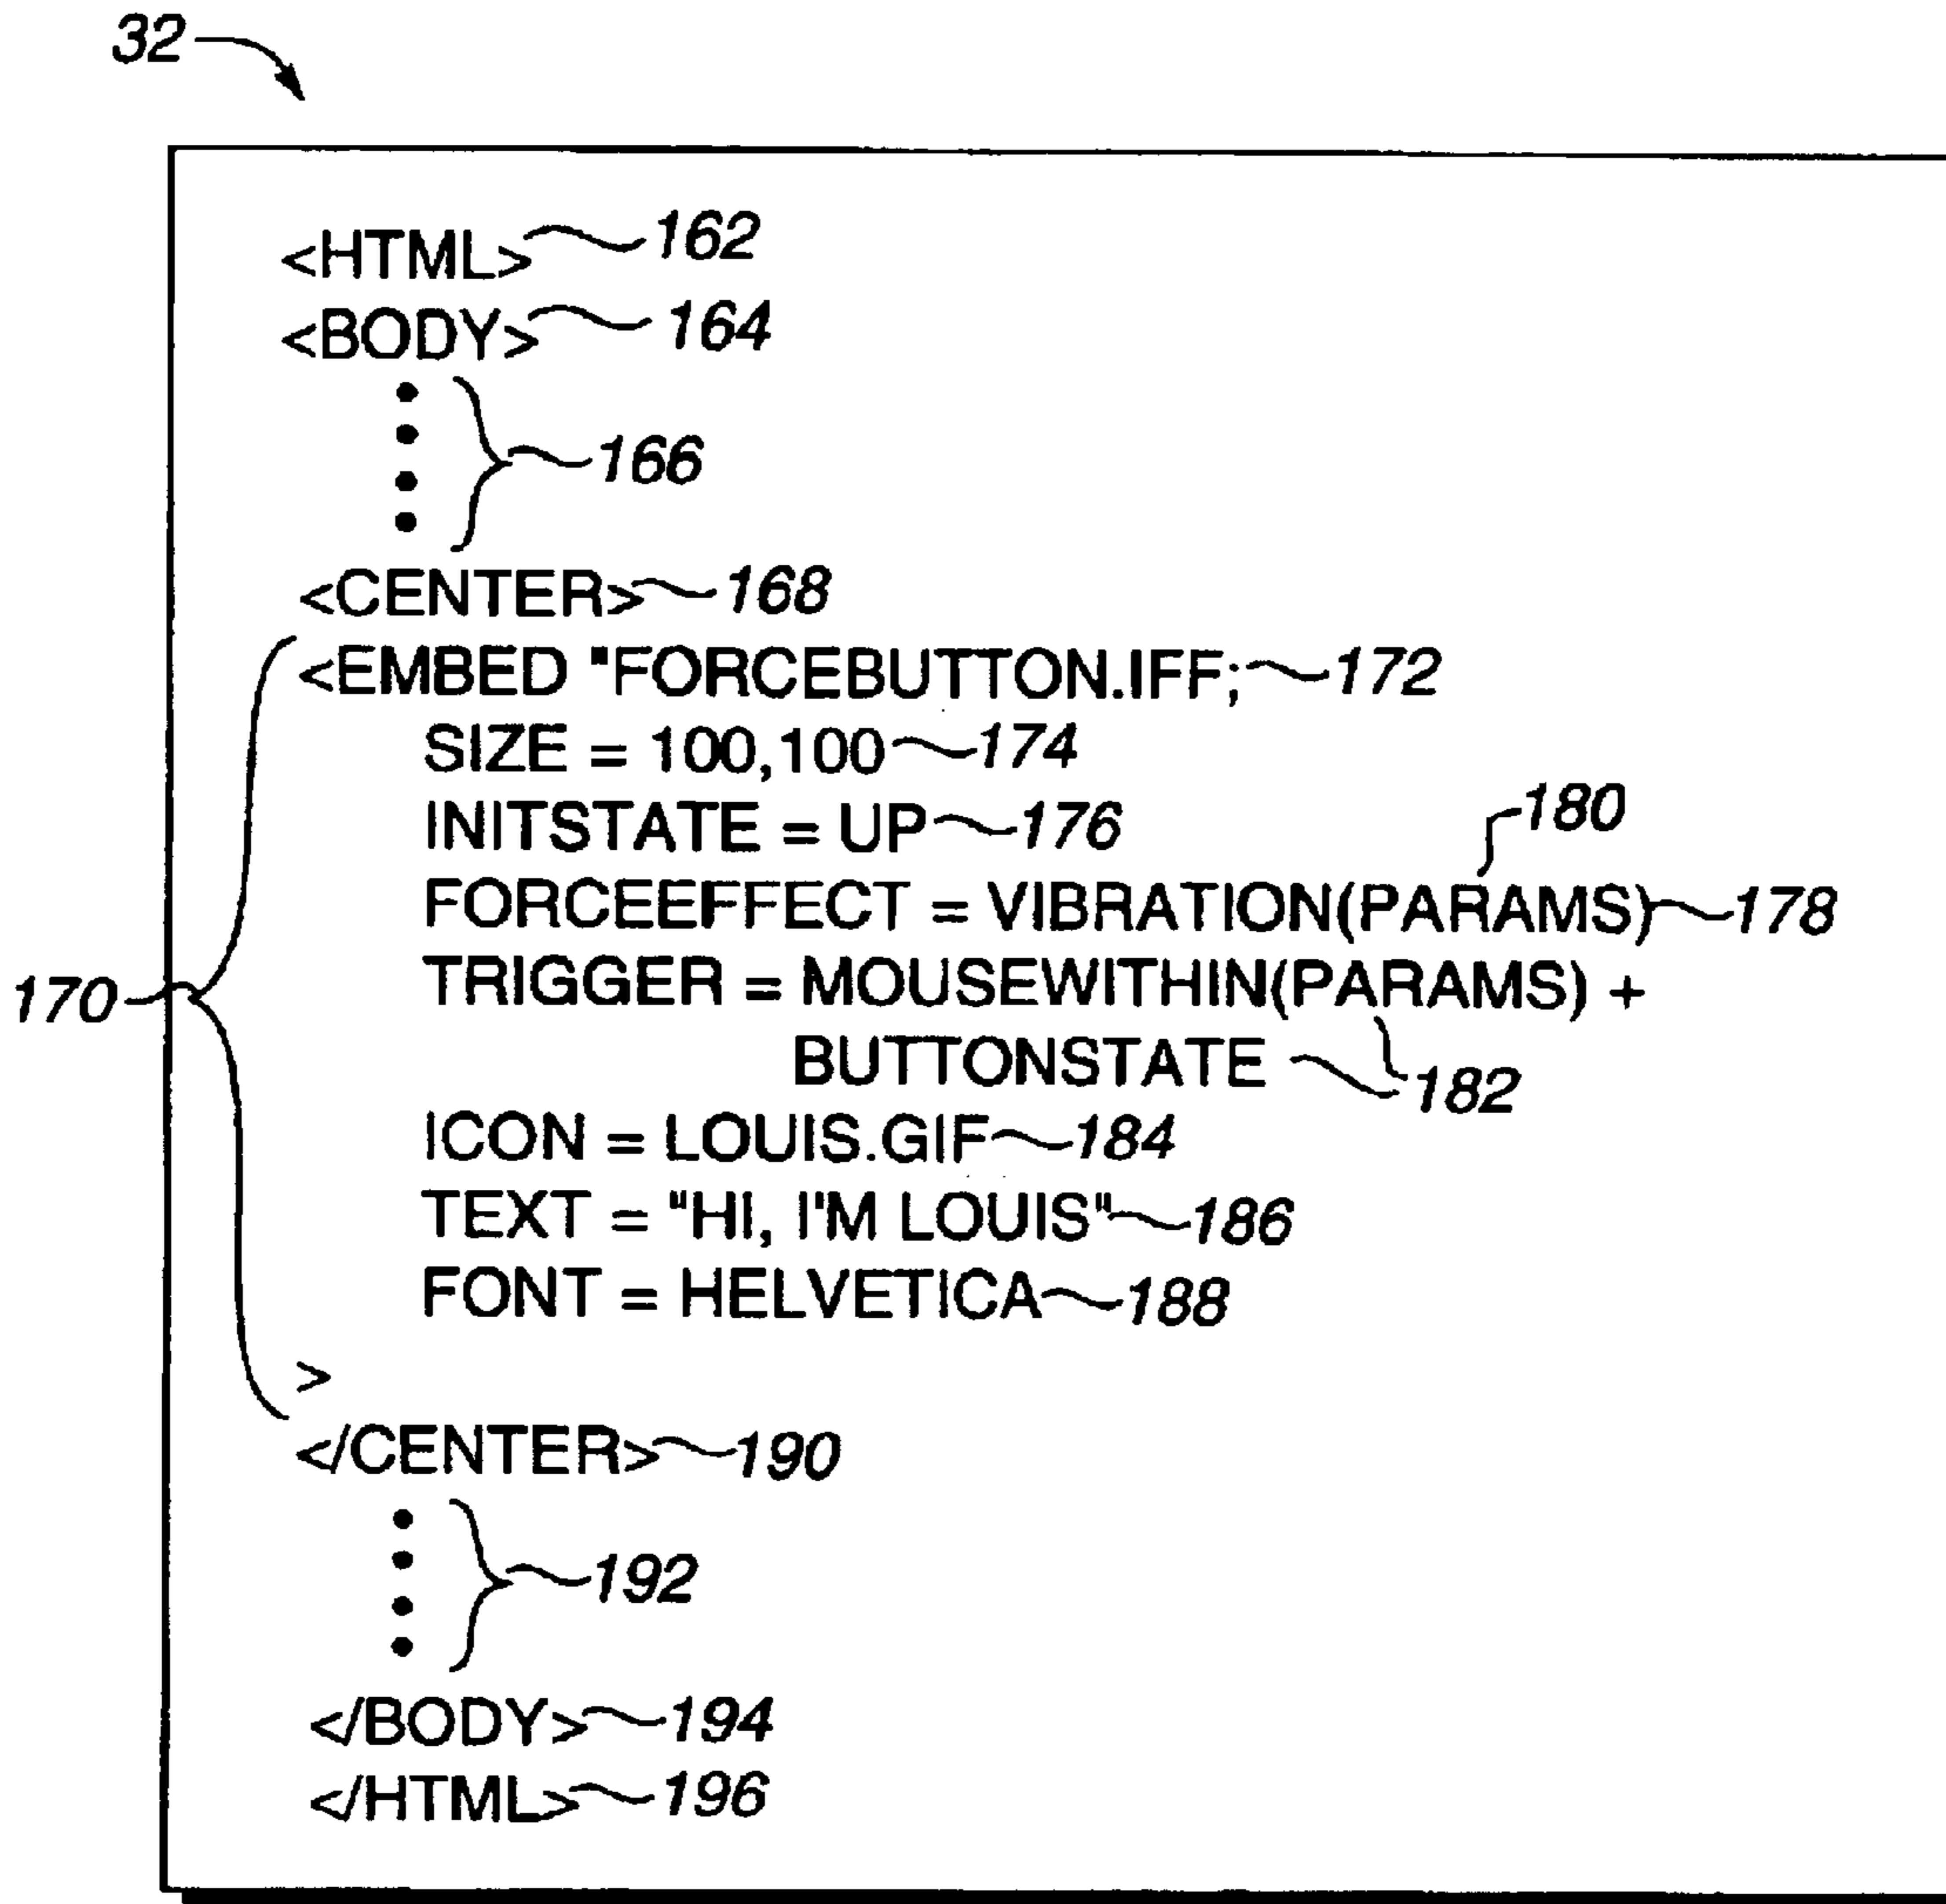 32
<HTML> 162
<BODY> 164
166
<CENTER> 168
<EMBED "FORCEBUTTON.IFF; 172
SIZE = 100,100 174
INITSTATE = UP 176
180
FORCEEFFECT = VIBRATION(PARAMS) 178
170
TRIGGER = MOUSEWITHIN(PARAMS) +
BUTTONSTATE 182
ICON = LOUIS.GIF 184
TEXT = "HI, I'M LOUIS" 186
FONT = HELVETICA 188
>
</CENTER> 190
192
</BODY> 194
</HTML> 196